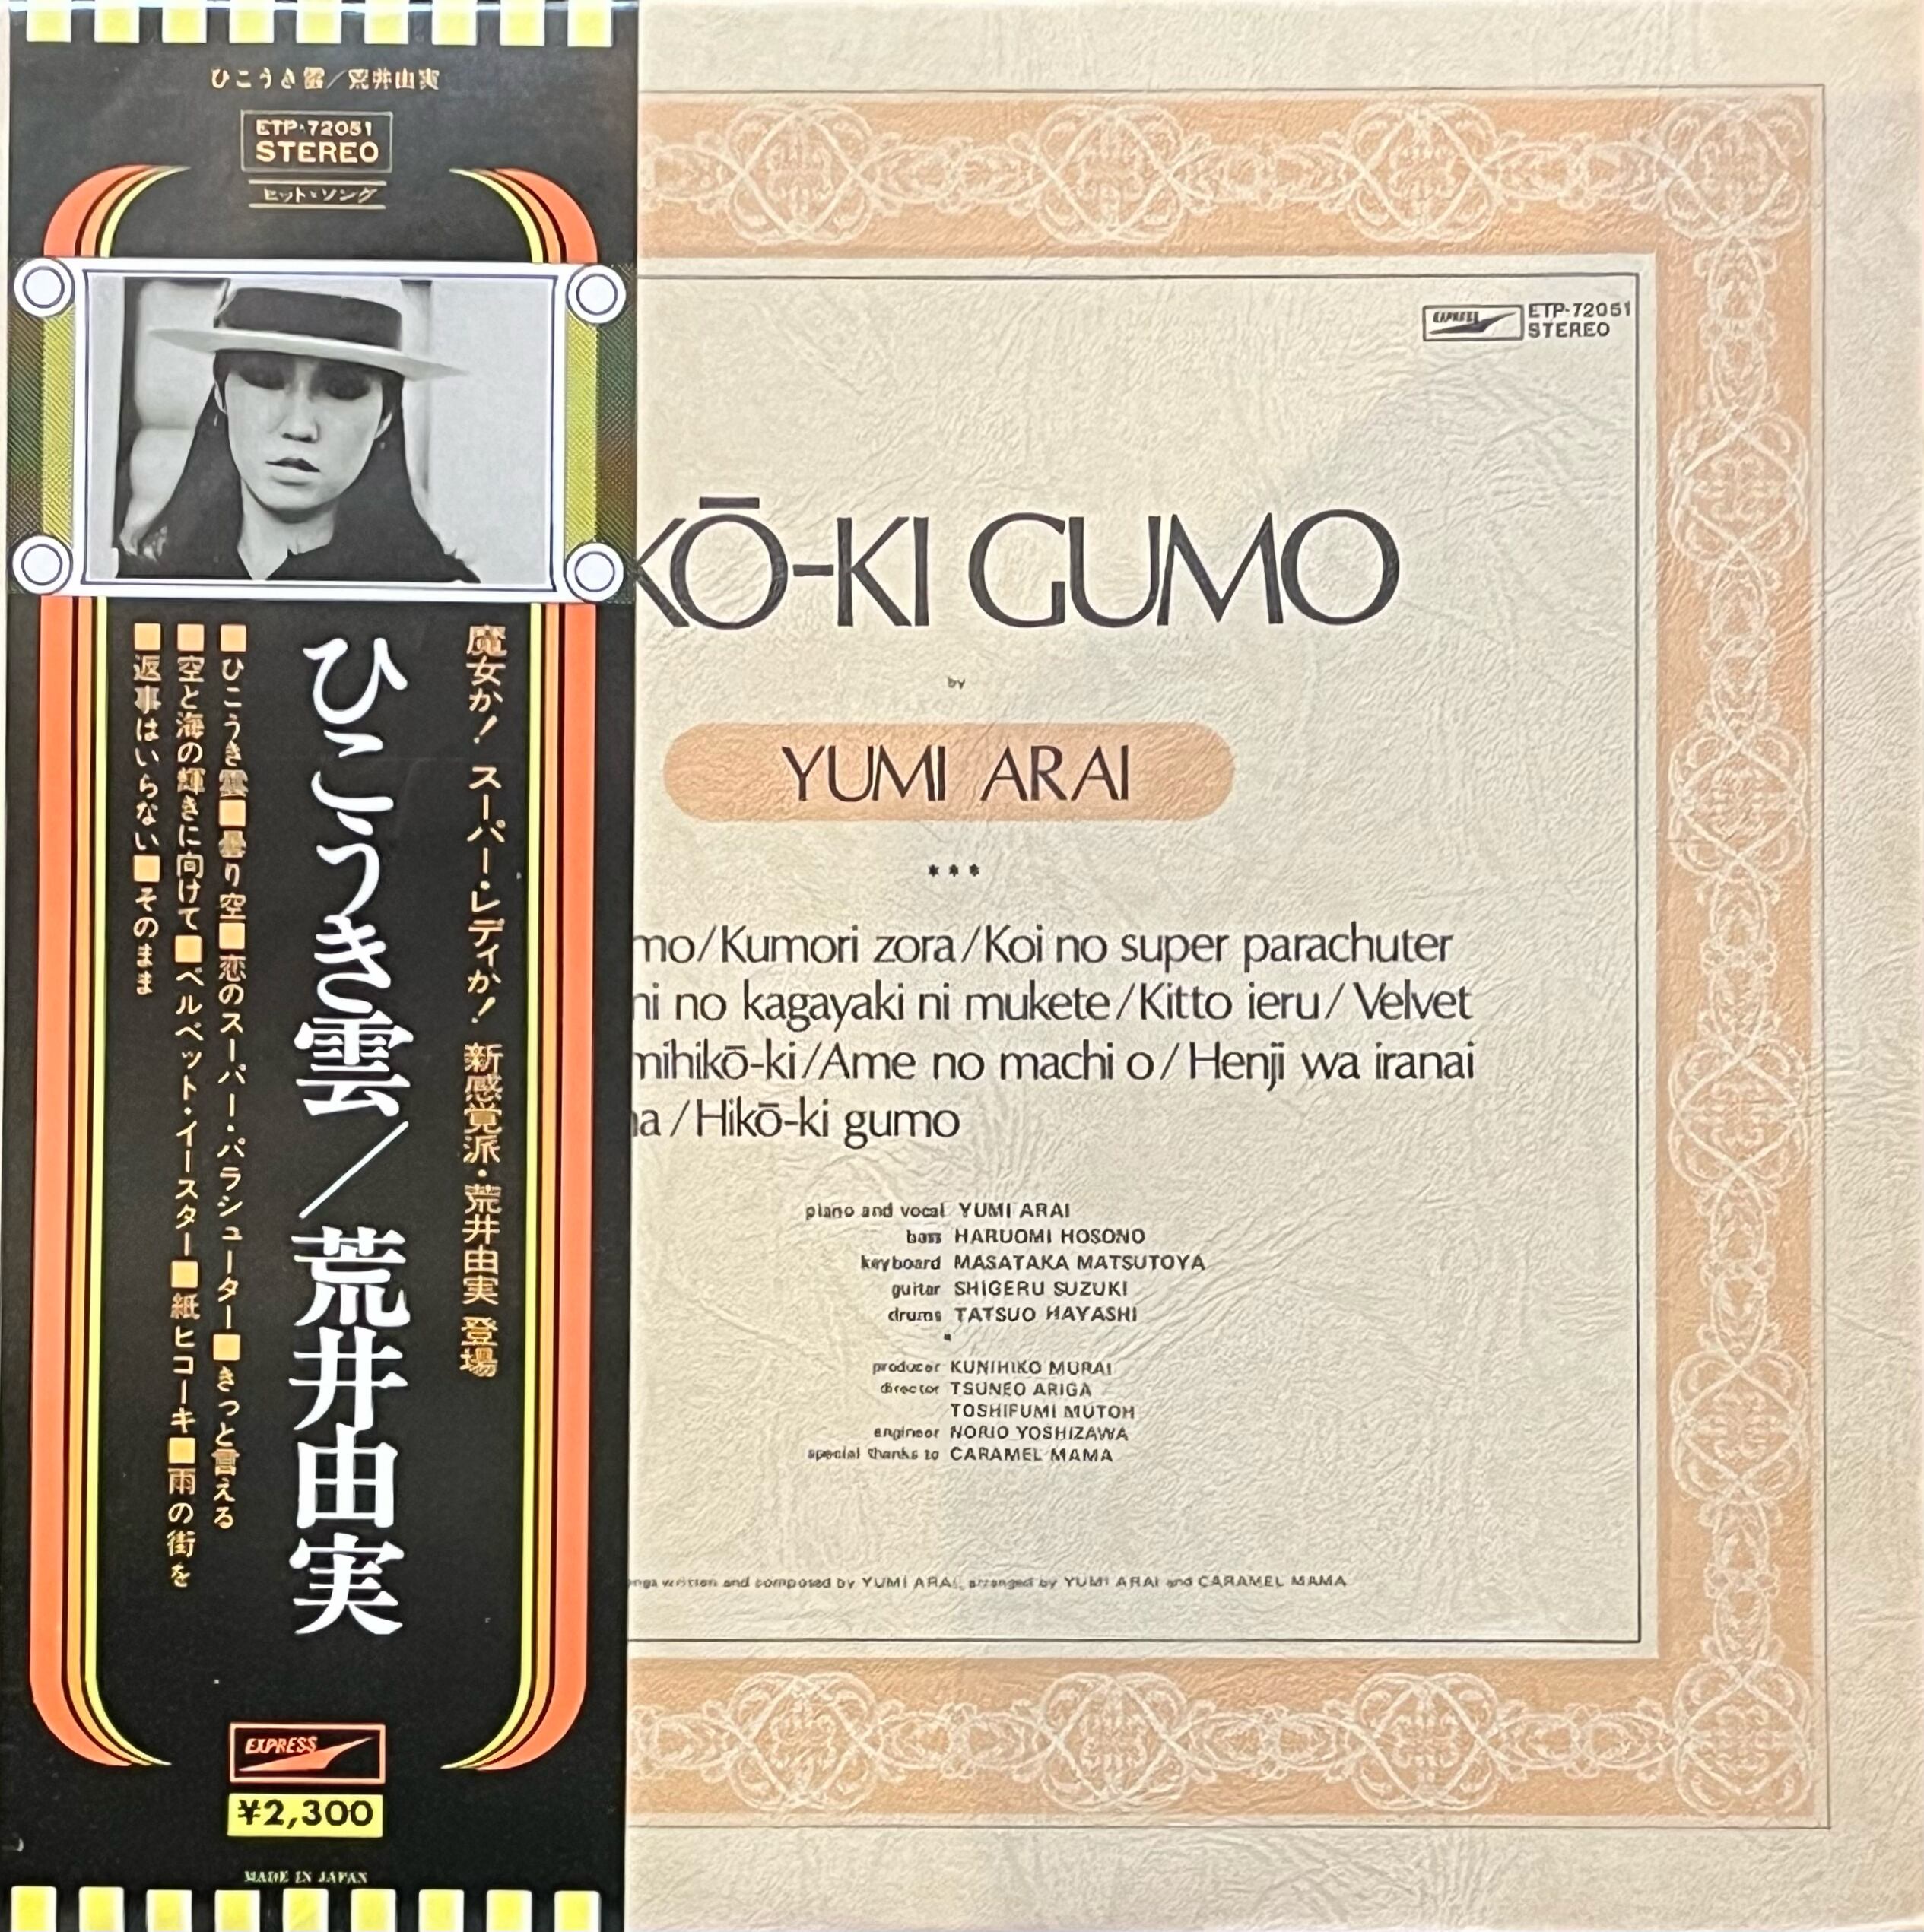 ひこうき雲/荒井由実
ETP・72051
STEREO
ヒット・ソング
魔女か!スーパー・レディか!新感覚派・荒井由実 登場
ひこうき雲/荒井由実
■ひこうき雲■曇り空■恋のスーパー・パラシューター■きっと言える
■空と海の輝きに向けて■ベルベット・イースター■紙ヒコーキ■雨の街を
■返事はいらない■そのまま
EXPRESS
¥2,300
MADE IN JAPAN
EXPRESS
ETP-72051
STEREO
KŌ-KI GUMO
by
YUMI ARAI
***
mo/Kumori zora/Koi no super parachuter
ni no kagayaki ni mukete/Kitto ieru/Velvet
mihikō-ki/Ame no machi o/Henji wa iranai
a/Hikō-ki gumo
piano and vocal YUMI ARAI
bass HARUOMI HOSONO
keyboard MASATAKA MATSUTOYA
guitar SHIGERU SUZUKI
drums TATSUO HAYASHI
producer KUNIHIKO MURAI
director TSUNEO ARIGA
TOSHIFUMI MUTOH
engineer NORIO YOSHIZAWA
special thanks to CARAMEL MAMA
ngs written and composed by YUMI ARAI, arranged by YUMI ARAI and CARAMEL MAMA